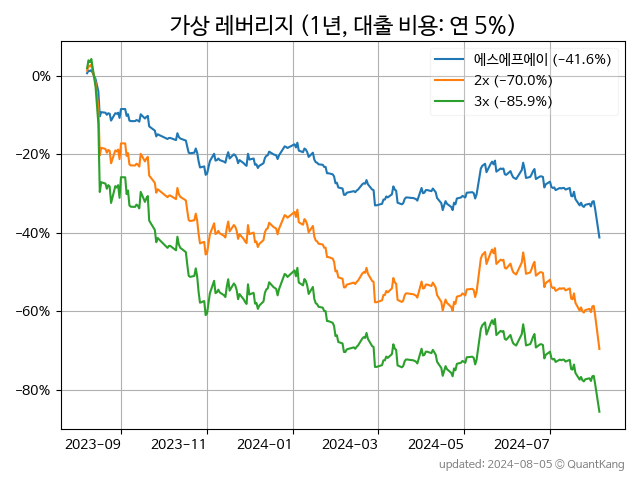 가상 레버리지 (1년, 대출 비용: 연 5%)
에스에프에이 (−41.6%)
2x (−70.0%)
3x (−85.9%)
0%
−20%
−40%
−60%
−80%
2023-09
2023-11
2024-01
2024-03
2024-05
2024-07
updated: 2024-08-05 © QuantKang